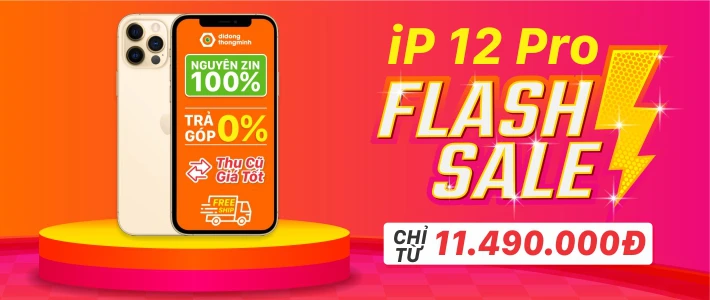 didong
thongminh
NGUYÊN ZIN
100%
TRẢ
GÓP 0%
Thu Cũ
Giá Tốt
FREE
SHIP
iP 12 Pro
FLASH
SALE
CHỈ
TỪ 11.490.000Đ